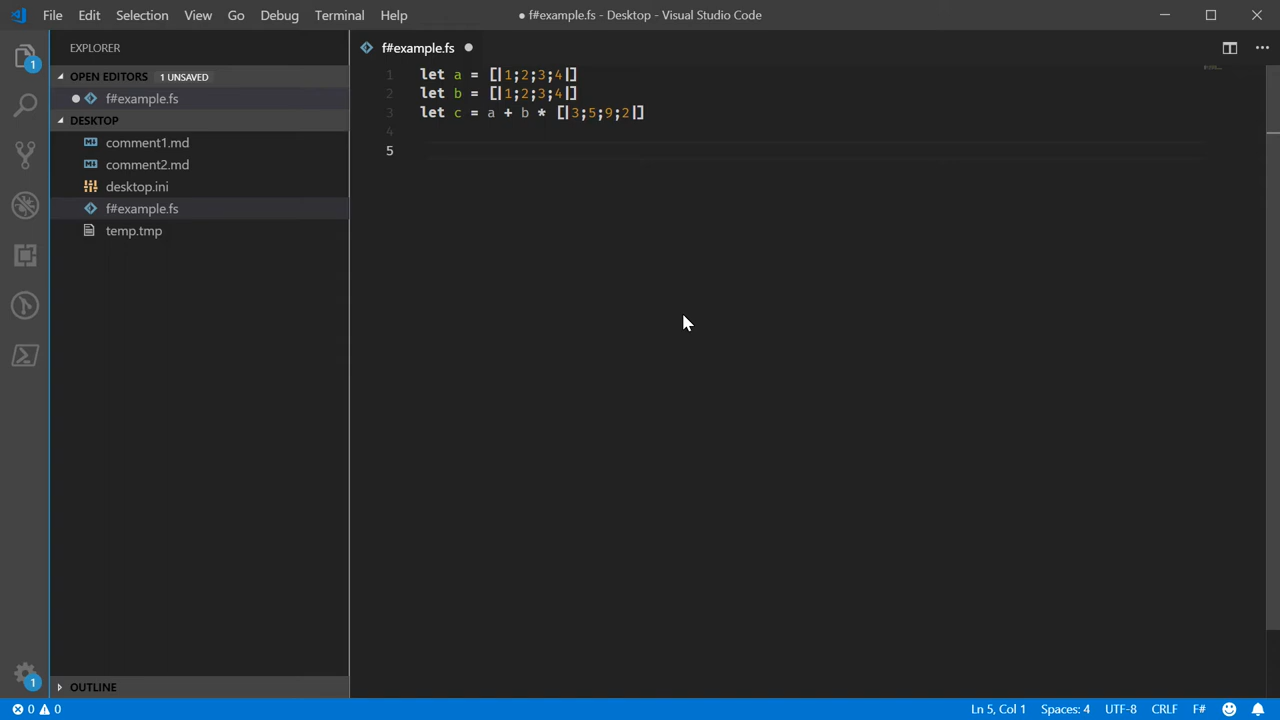 File Edit Selection View Go Debug Terminal Help ● f#example.fs - Desktop - Visual Studio Code
EXPLORER
OPEN EDITORS 1 UNSAVED
f#example.fs
DESKTOP
comment1.md
comment2.md
desktop.ini
f#example.fs
temp.tmp
OUTLINE
1
1
f#example.fs
1 let a = [|1;2;3;4|]
2 let b = [|1;2;3;4|]
3 let c = a + b * [|3;5;9;2|]
4
5
0 0 Ln 5, Col 1 Spaces: 4 UTF-8 CRLF F#